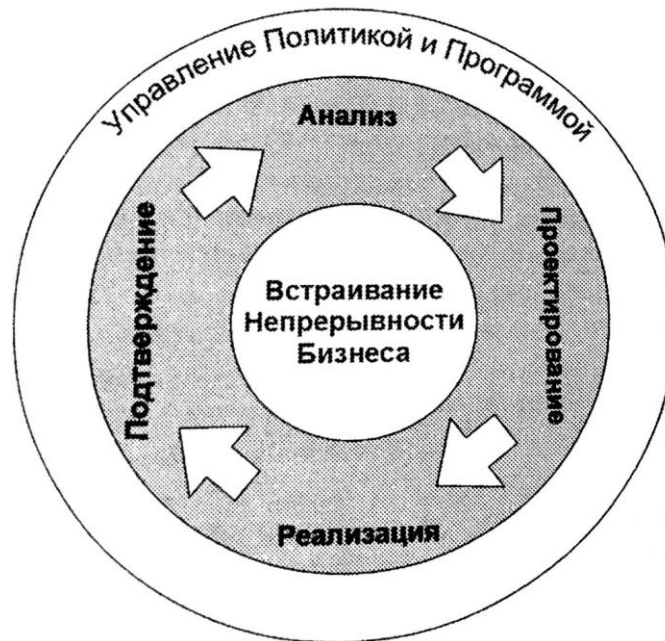 Управление Политикой и Программой
Анализ
Проектирование
Встраивание
Непрерывности
Бизнеса
Подтверждение
Реализация